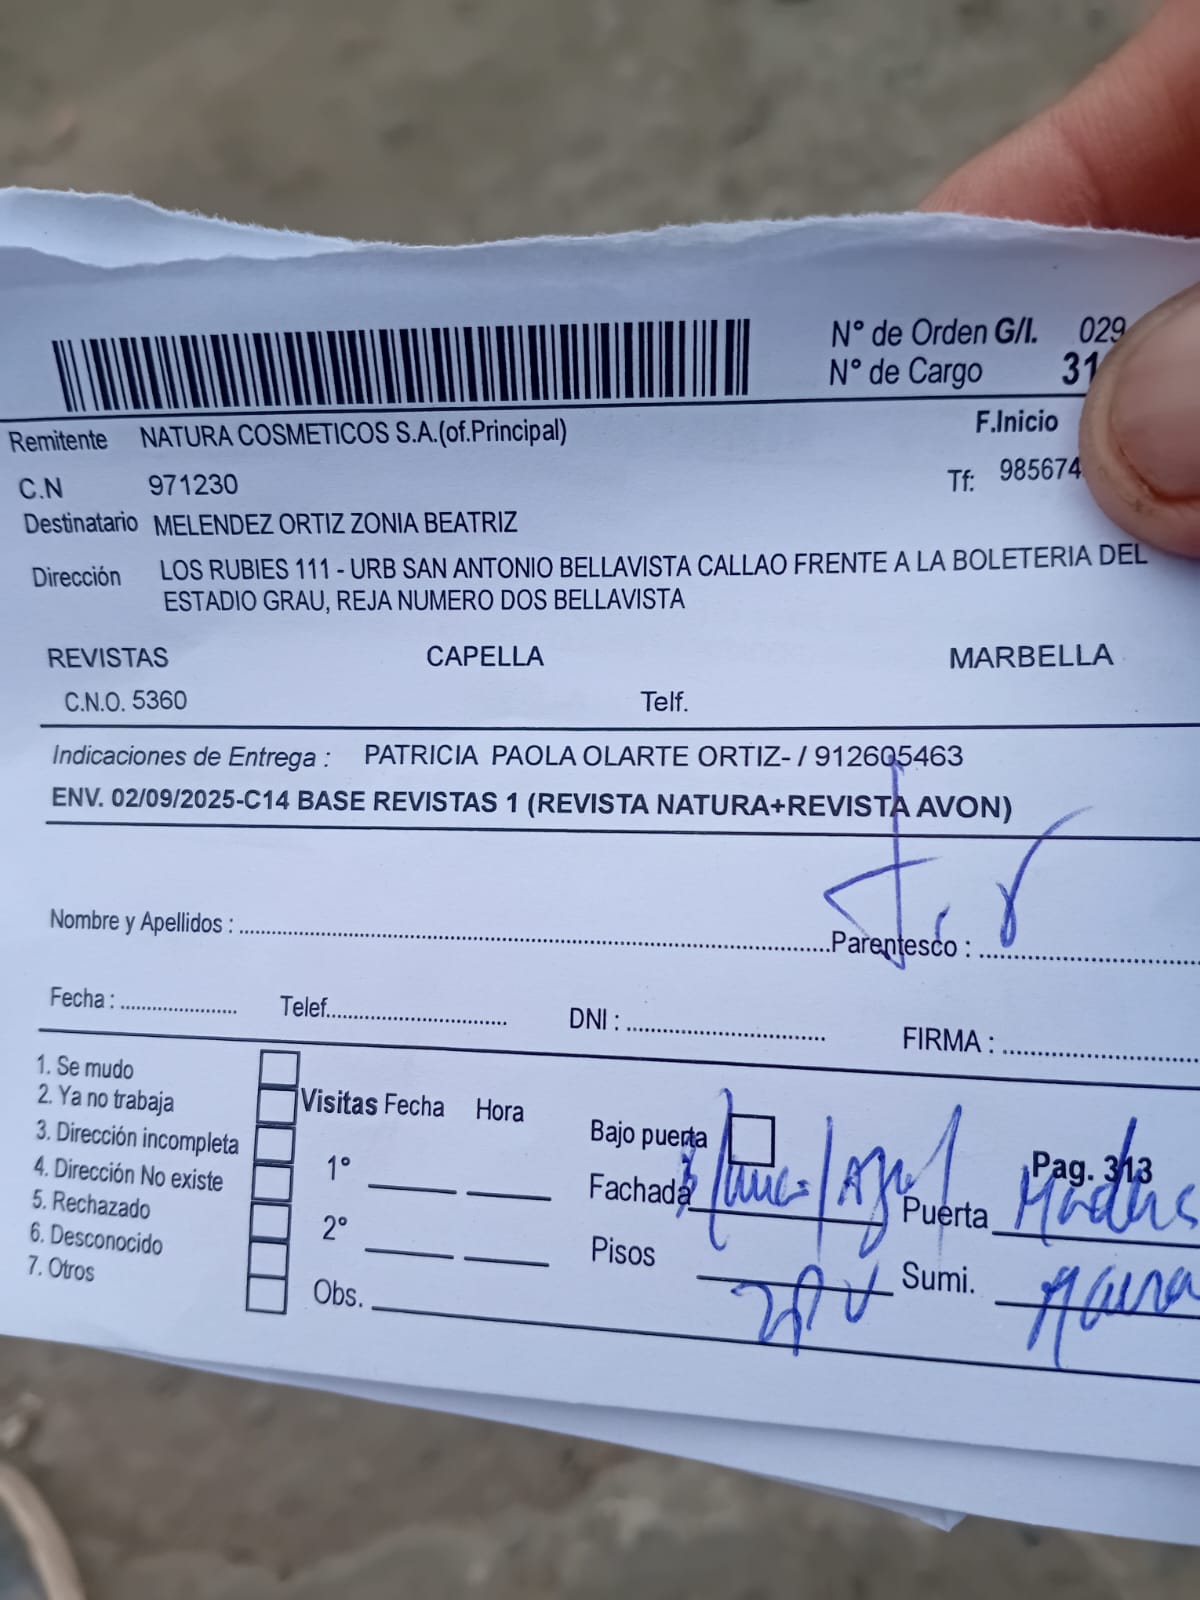 N° de Orden G/I. 029
N° de Cargo 31
Remitente NATURA COSMETICOS S.A.(of.Principal)
F.Inicio
C.N 971230
Tf: 985674
Destinatario MELENDEZ ORTIZ ZONIA BEATRIZ
Dirección LOS RUBIES 111 - URB SAN ANTONIO BELLAVISTA CALLAO FRENTE A LA BOLETERIA DEL
ESTADIO GRAU, REJA NUMERO DOS BELLAVISTA
REVISTAS CAPELLA MARBELLA
C.N.O. 5360 Telf.
Indicaciones de Entrega : PATRICIA PAOLA OLARTE ORTIZ- / 912605463
ENV. 02/09/2025-C14 BASE REVISTAS 1 (REVISTA NATURA+REVISTA AVON)
Nombre y Apellidos : Parentesco :
Fecha : Telef. DNI : FIRMA :
1. Se mudo
2. Ya no trabaja
3. Dirección incompleta
4. Dirección No existe
5. Rechazado
6. Desconocido
7. Otros
Visitas Fecha Hora
1°
2°
Obs.
Bajo puerta
Pag. 313
Fachada Azul Puerta
Pisos Sumi.